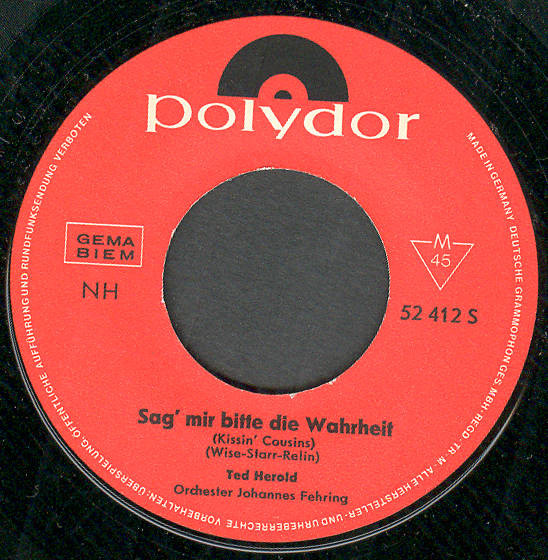 polydor
GEMA
BIEM
NH
M
45
52 412 S
Sag' mir bitte die Wahrheit
(Kissin' Cousins)
(Wise-Starr-Relin)
Ted Herold
Orchester Johannes Fehring
MADE IN GERMANY DEUTSCHE GRAMMOPHON GES. MBH · REGD · TR · M. ALLE HERSTELLER- UND URHEBERRECHTE VORBEHALTEN · ÜBERSPIELUNG, ÖFFENTLICHE AUFFÜHRUNG UND RUNDFUNKSENDUNG VERBOTEN